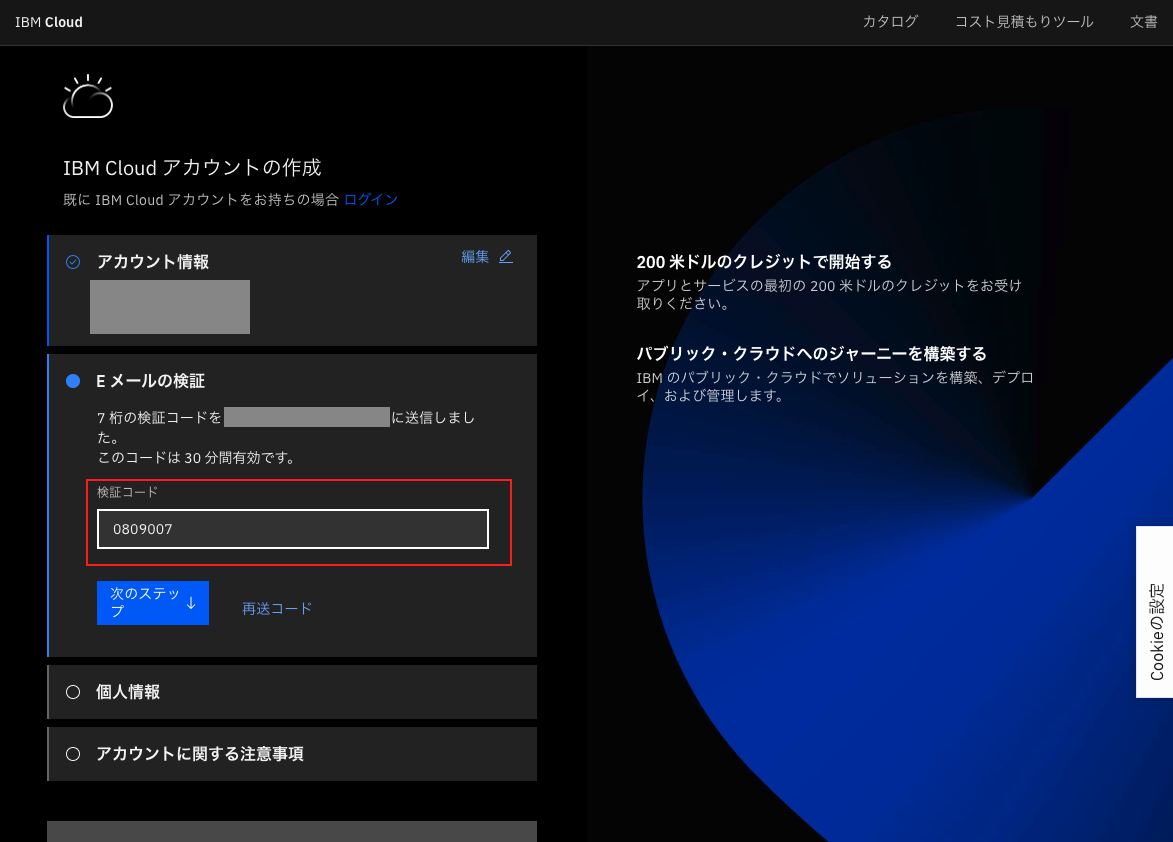 IBM Cloud
カタログ
コスト見積もりツール
文書
IBM Cloud アカウントの作成
既に IBM Cloud アカウントをお持ちの場合 ログイン
アカウント情報
編集
E メールの検証
7 桁の検証コードを に送信しまし
た。
このコードは 30 分間有効です。
検証コード
0809007
次のステッ
プ
再送コード
個人情報
アカウントに関する注意事項
200 米ドルのクレジットで開始する
アプリとサービスの最初の 200 米ドルのクレジットをお受け
取りください。
パブリック・クラウドへのジャーニーを構築する
IBM のパブリック・クラウドでソリューションを構築、デプロ
イ、および管理します。
Cookieの設定